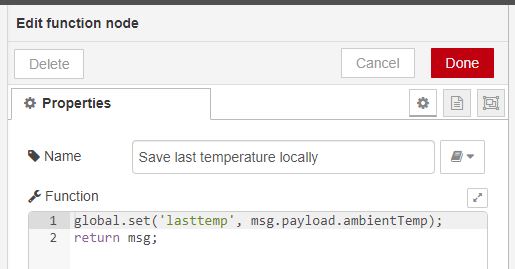 Edit function node
Delete
Cancel
Done
Properties
Name
Save last temperature locally
Function
1 global.set('lasttemp', msg.payload.ambientTemp);
2 return msg;